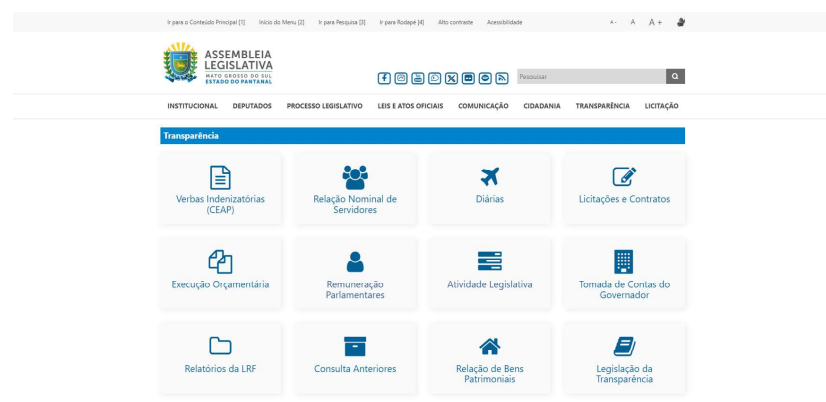 Ir para o Conteúdo Principal [1] Início do Menu [2] Ir para Pesquisa [3] Ir para Rodapé [4] Alto contraste Acessibilidade A- A A +
ASSEMBLEIA
LEGISLATIVA
MATO GROSSO DO SUL
ESTADO DO PANTANAL
Pesquisar
INSTITUCIONAL DEPUTADOS PROCESSO LEGISLATIVO LEIS E ATOS OFICIAIS COMUNICAÇÃO CIDADANIA TRANSPARÊNCIA LICITAÇÃO
Transparência
Verbas Indenizatórias
(CEAP)
Relação Nominal de
Servidores
Diárias
Licitações e Contratos
Execução Orçamentária
Remuneração
Parlamentares
Atividade Legislativa
Tomada de Contas do
Governador
Relatórios da LRF
Consulta Anteriores
Relação de Bens
Patrimoniais
Legislação da
Transparência